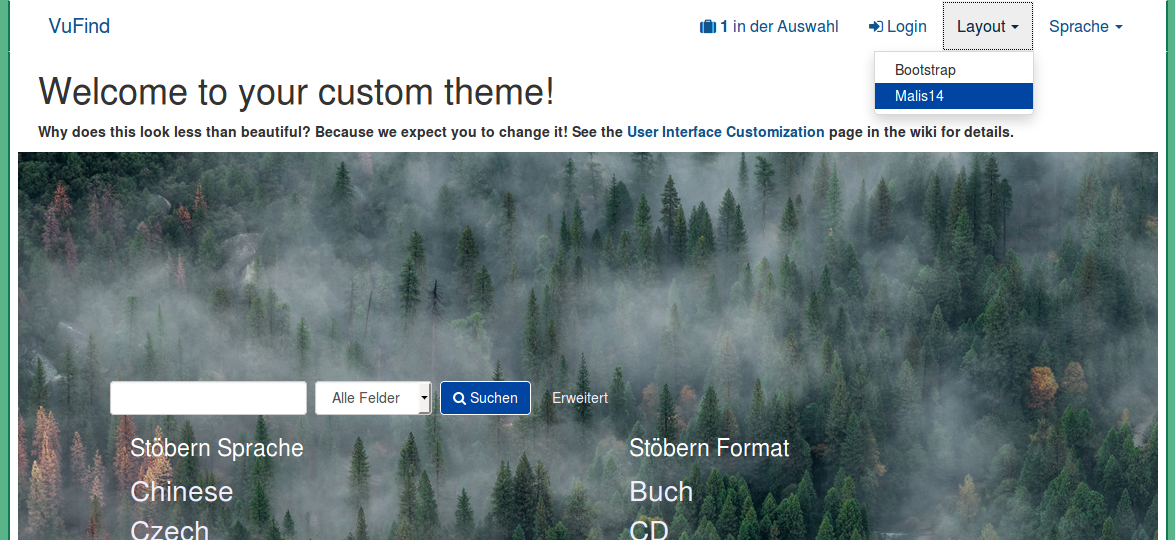 VuFind
1 in der Auswahl
Login
Layout
Sprache
Bootstrap
Malis14
Welcome to your custom theme!
Why does this look less than beautiful? Because we expect you to change it! See the User Interface Customization page in the wiki for details.
Alle Felder
Suchen
Erweitert
Stöbern Sprache
Stöbern Format
Chinese
Buch
Czech
CD